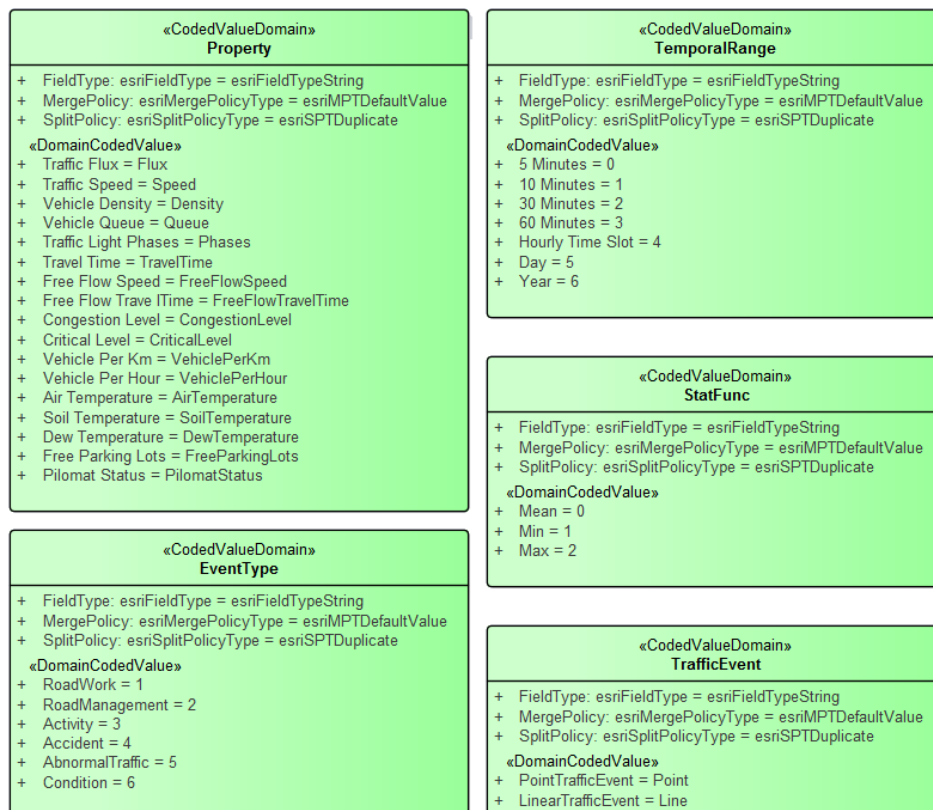 «CodedValueDomain»
Property
+ FieldType: esriFieldType = esriFieldTypeString
+ MergePolicy: esriMergePolicyType = esriMPTDefaultValue
+ SplitPolicy: esriSplitPolicyType = esriSPTDuplicate
«DomainCodedValue»
+ Traffic Flux = Flux
+ Traffic Speed = Speed
+ Vehicle Density = Density
+ Vehicle Queue = Queue
+ Traffic Light Phases = Phases
+ Travel Time = TravelTime
+ Free Flow Speed = FreeFlowSpeed
+ Free Flow Trave lTime = FreeFlowTravelTime
+ Congestion Level = CongestionLevel
+ Critical Level = CriticalLevel
+ Vehicle Per Km = VehiclePerKm
+ Vehicle Per Hour = VehiclePerHour
+ Air Temperature = AirTemperature
+ Soil Temperature = SoilTemperature
+ Dew Temperature = DewTemperature
+ Free Parking Lots = FreeParkingLots
+ Pilomat Status = PilomatStatus
«CodedValueDomain»
EventType
+ FieldType: esriFieldType = esriFieldTypeString
+ MergePolicy: esriMergePolicyType = esriMPTDefaultValue
+ SplitPolicy: esriSplitPolicyType = esriSPTDuplicate
«DomainCodedValue»
+ RoadWork = 1
+ RoadManagement = 2
+ Activity = 3
+ Accident = 4
+ AbnormalTraffic = 5
+ Condition = 6
«CodedValueDomain»
TemporalRange
+ FieldType: esriFieldType = esriFieldTypeString
+ MergePolicy: esriMergePolicyType = esriMPTDefaultValue
+ SplitPolicy: esriSplitPolicyType = esriSPTDuplicate
«DomainCodedValue»
+ 5 Minutes = 0
+ 10 Minutes = 1
+ 30 Minutes = 2
+ 60 Minutes = 3
+ Hourly Time Slot = 4
+ Day = 5
+ Year = 6
«CodedValueDomain»
StatFunc
+ FieldType: esriFieldType = esriFieldTypeString
+ MergePolicy: esriMergePolicyType = esriMPTDefaultValue
+ SplitPolicy: esriSplitPolicyType = esriSPTDuplicate
«DomainCodedValue»
+ Mean = 0
+ Min = 1
+ Max = 2
«CodedValueDomain»
TrafficEvent
+ FieldType: esriFieldType = esriFieldTypeString
+ MergePolicy: esriMergePolicyType = esriMPTDefaultValue
+ SplitPolicy: esriSplitPolicyType = esriSPTDuplicate
«DomainCodedValue»
+ PointTrafficEvent = Point
+ LinearTrafficEvent = Line